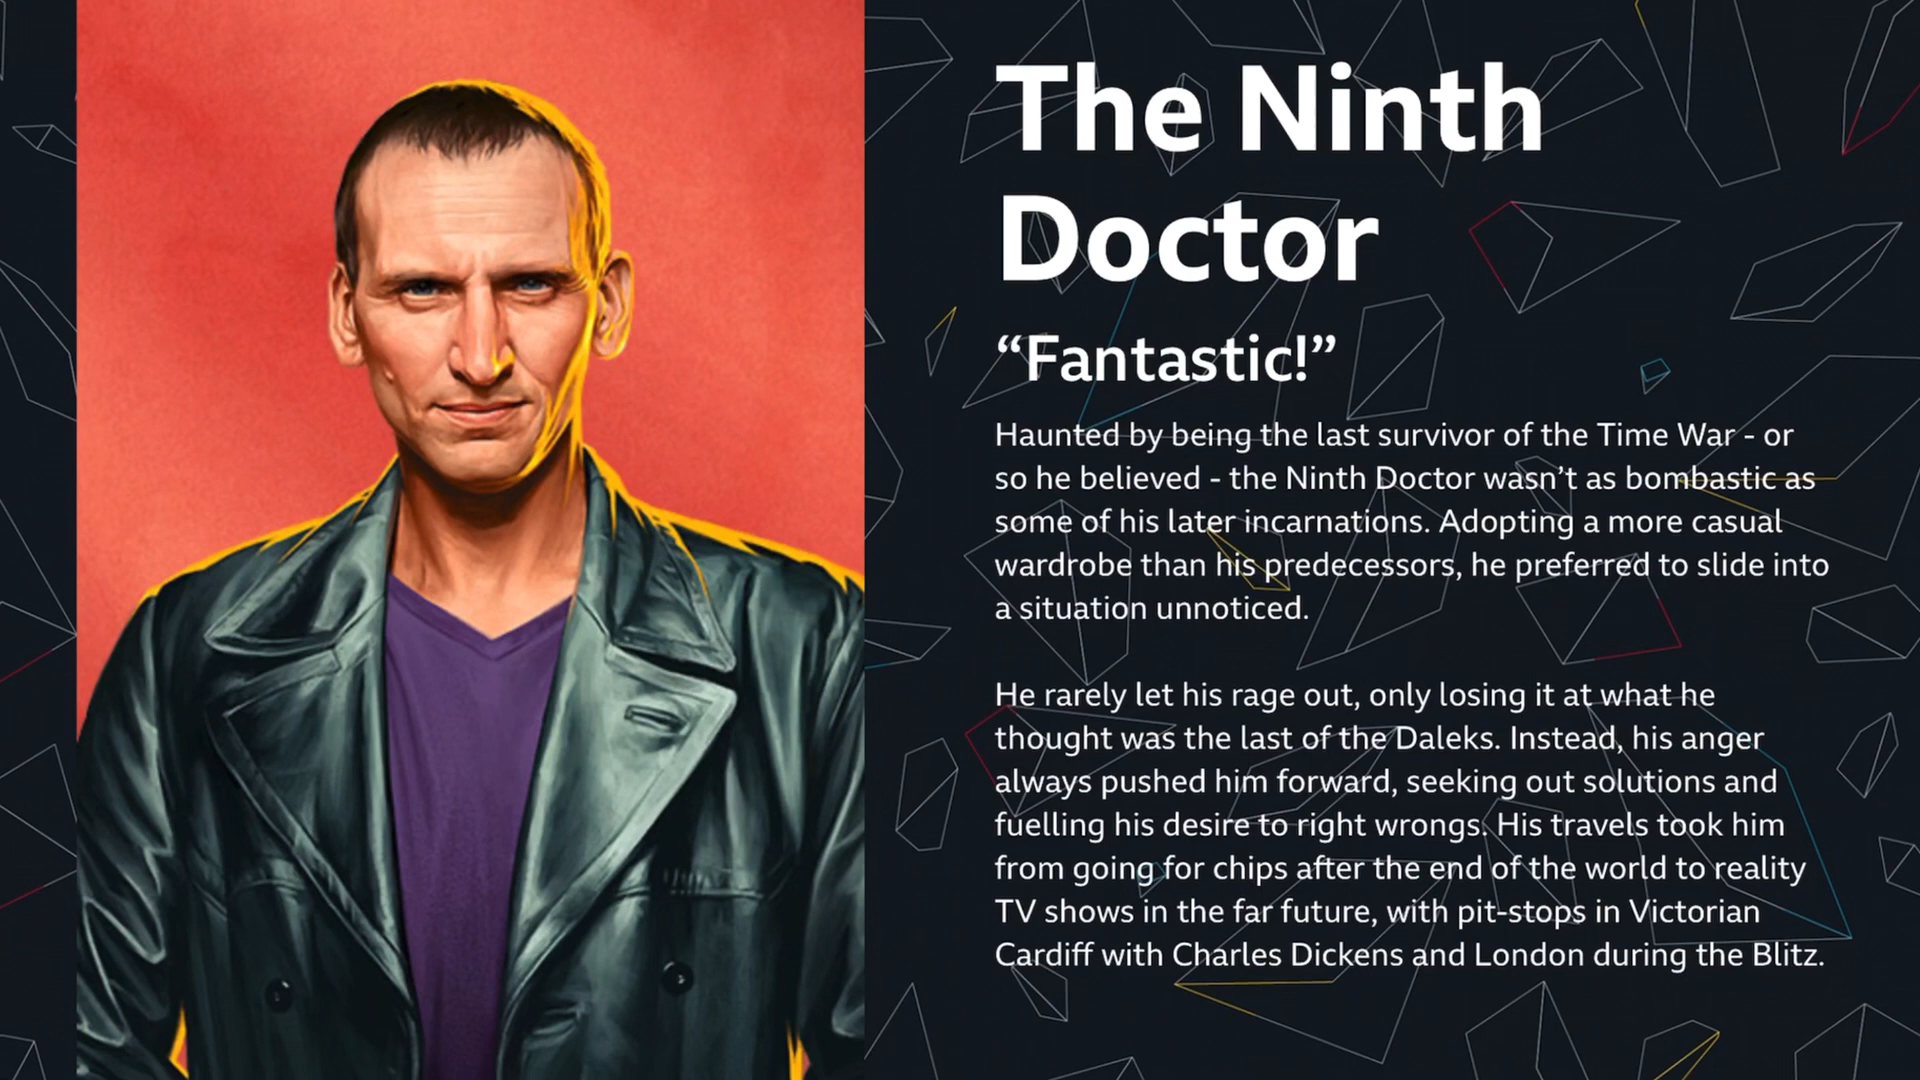 The Ninth
Doctor
“Fantastic!”
Haunted by being the last survivor of the Time War - or
so he believed - the Ninth Doctor wasn’t as bombastic as
some of his later incarnations. Adopting a more casual
wardrobe than his predecessors, he preferred to slide into
a situation unnoticed.
He rarely let his rage out, only losing it at what he
thought was the last of the Daleks. Instead, his anger
always pushed him forward, seeking out solutions and
fuelling his desire to right wrongs. His travels took him
from going for chips after the end of the world to reality
TV shows in the far future, with pit-stops in Victorian
Cardiff with Charles Dickens and London during the Blitz.